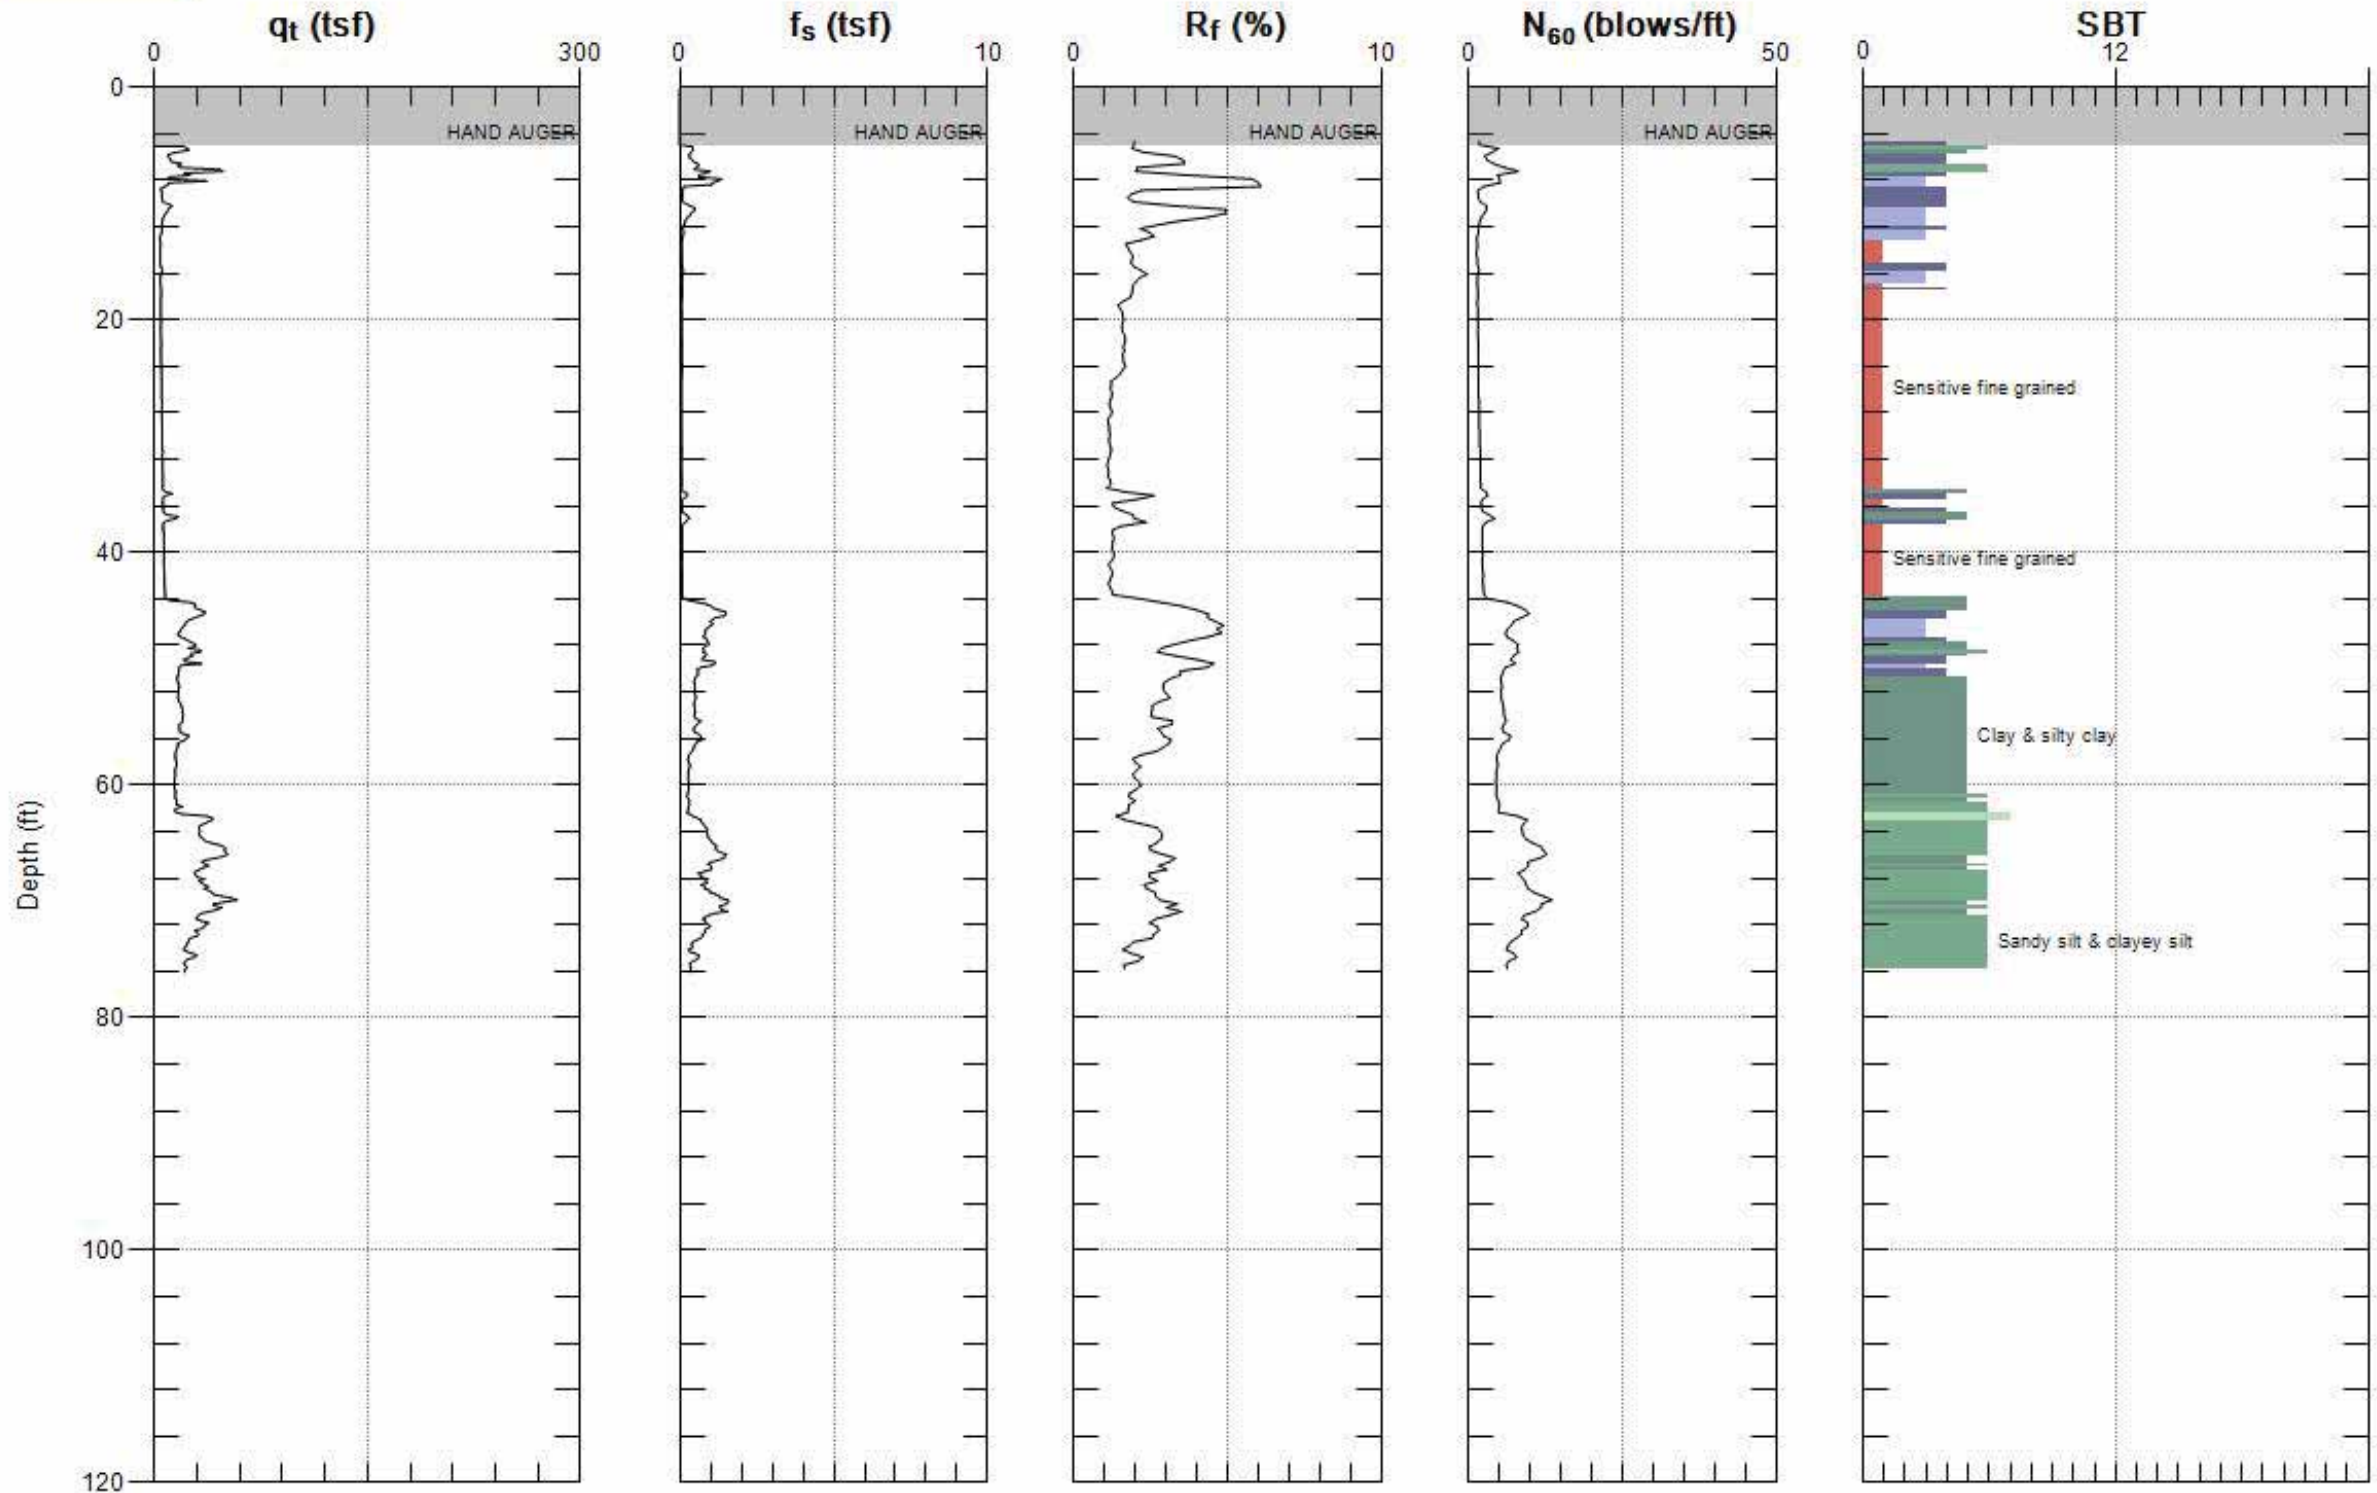 qt (tsf)
fs (tsf)
Rf (%)
N60 (blows/ft)
SBT
0 300
0 10
0 10
0 50
0 12
0
HAND AUGER
HAND AUGER
HAND AUGER
HAND AUGER
20
Sensitive fine grained
40
Sensitive fine grained
Clay & silty clay
60
Depth (ft)
Sandy silt & clayey silt
80
100
120